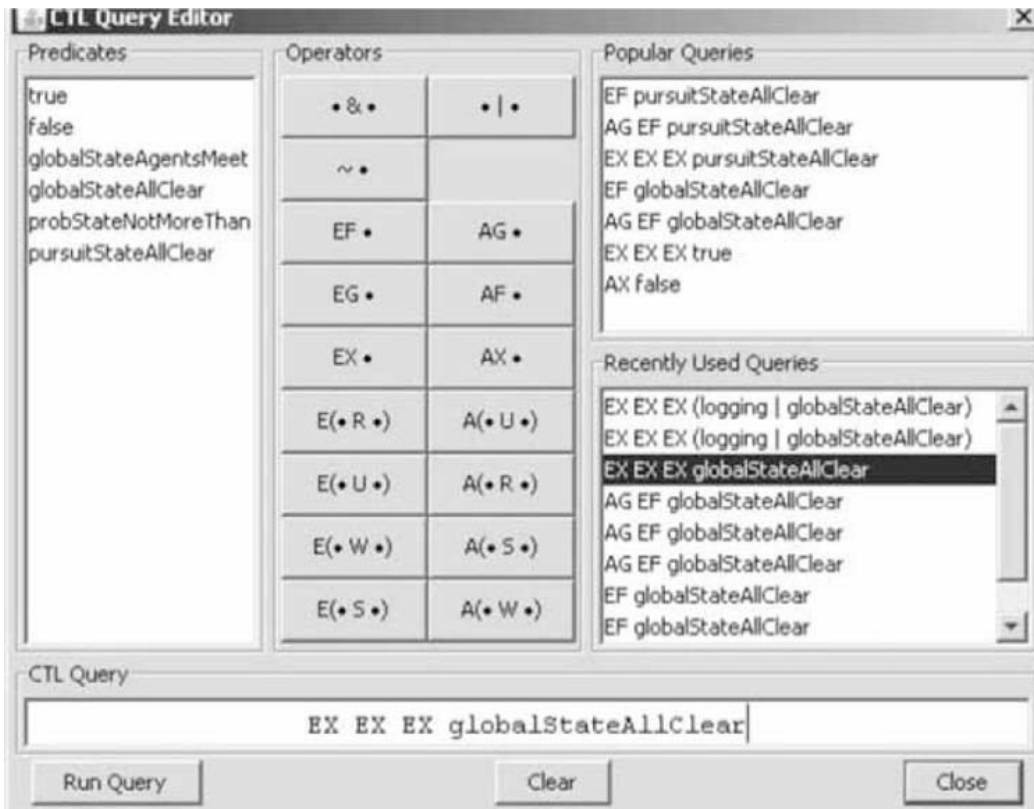 CTL Query Editor
Predicates
true
false
globalStateAgentsMeet
globalStateAllClear
probStateNotMoreThan
pursuitStateAllClear
Operators
• & • • | •
~ •
EF • AG •
EG • AF •
EX • AX •
E(• R •) A(• U •)
E(• U •) A(• R •)
E(• W •) A(• S •)
E(• S •) A(• W •)
Popular Queries
EF pursuitStateAllClear
AG EF pursuitStateAllClear
EX EX EX pursuitStateAllClear
EF globalStateAllClear
AG EF globalStateAllClear
EX EX EX true
AX false
Recently Used Queries
EX EX EX (logging | globalStateAllClear)
EX EX EX (logging | globalStateAllClear)
EX EX EX globalStateAllClear
AG EF globalStateAllClear
AG EF globalStateAllClear
AG EF globalStateAllClear
EF globalStateAllClear
EF globalStateAllClear
CTL Query
EX EX EX globalStateAllClear
Run Query Clear Close